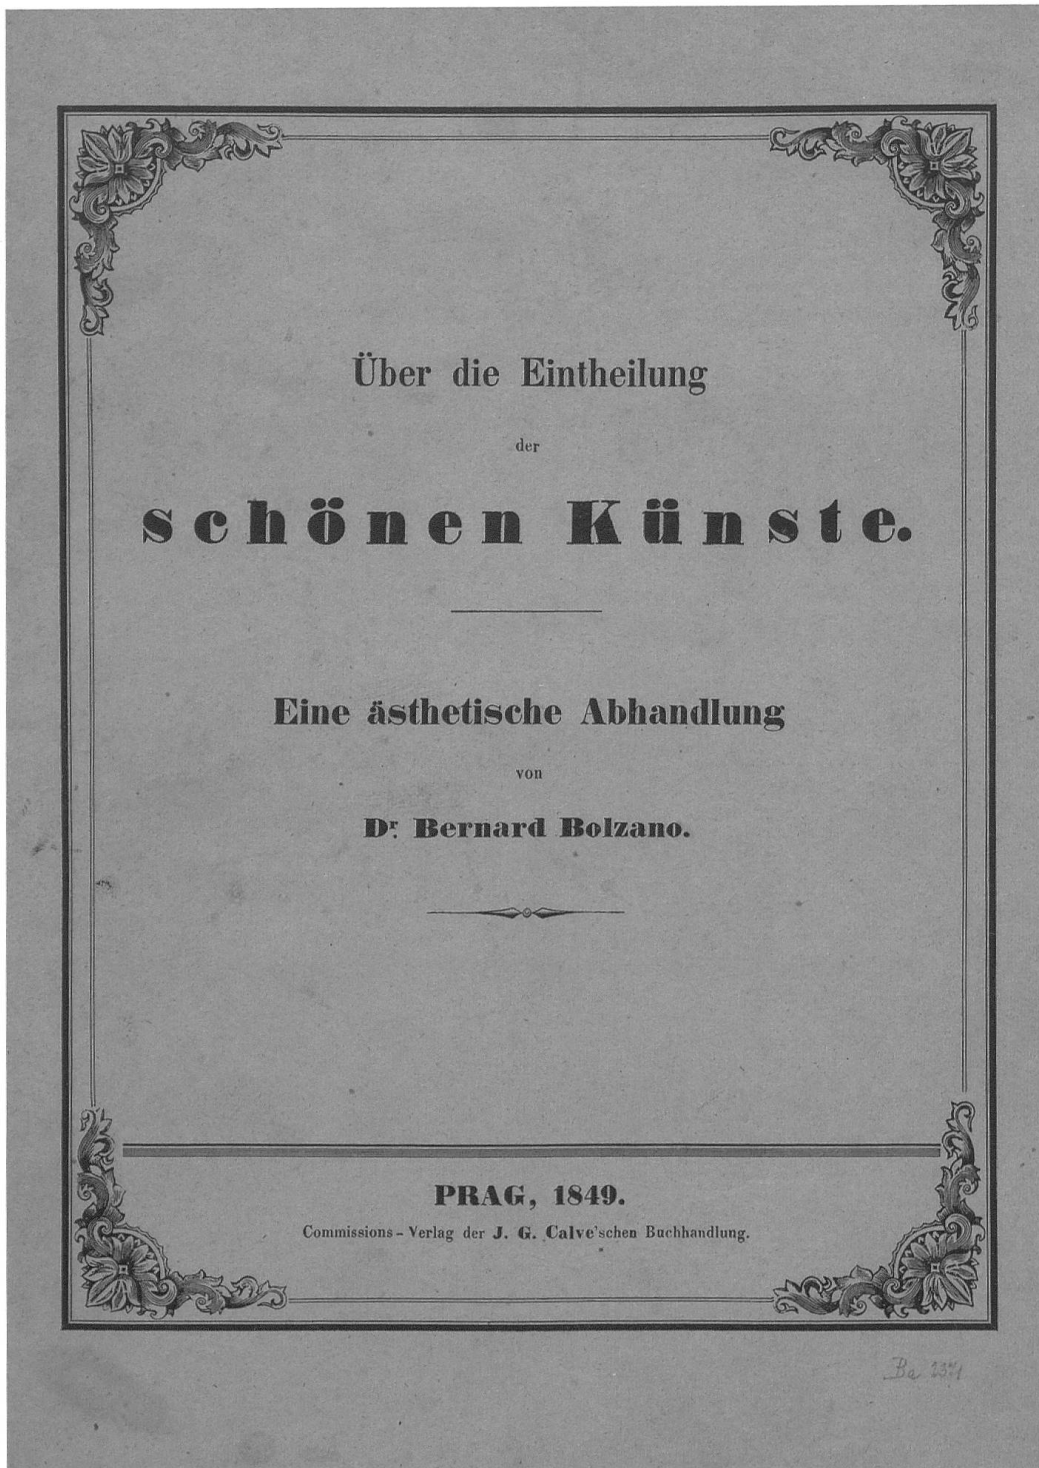 Über die Eintheilung
der
schönen Künste.
Eine ästhetische Abhandlung
von
Dr. Bernard Bolzano.
PRAG, 1849.
Commissions-Verlag der J. G. Calve'schen Buchhandlung.
Ba